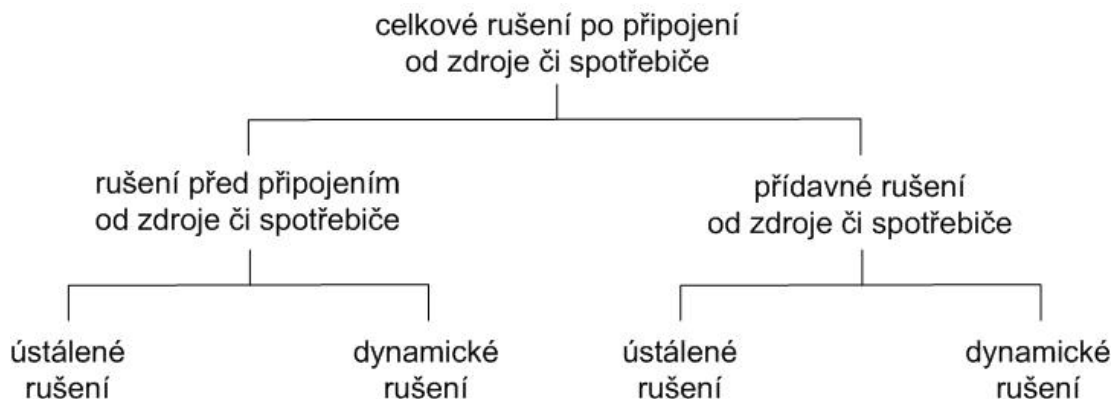 celkové rušení po připojení
od zdroje či spotřebiče
rušení před připojením
od zdroje či spotřebiče
přídavné rušení
od zdroje či spotřebiče
ústálené
rušení
dynamické
rušení
ústálené
rušení
dynamické
rušení